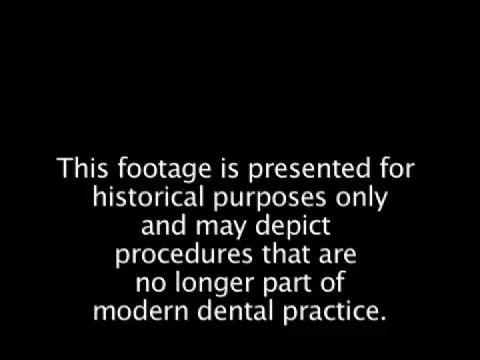 This footage is presented for
historical purposes only
and may depict
procedures that are
no longer part of
modern dental practice.